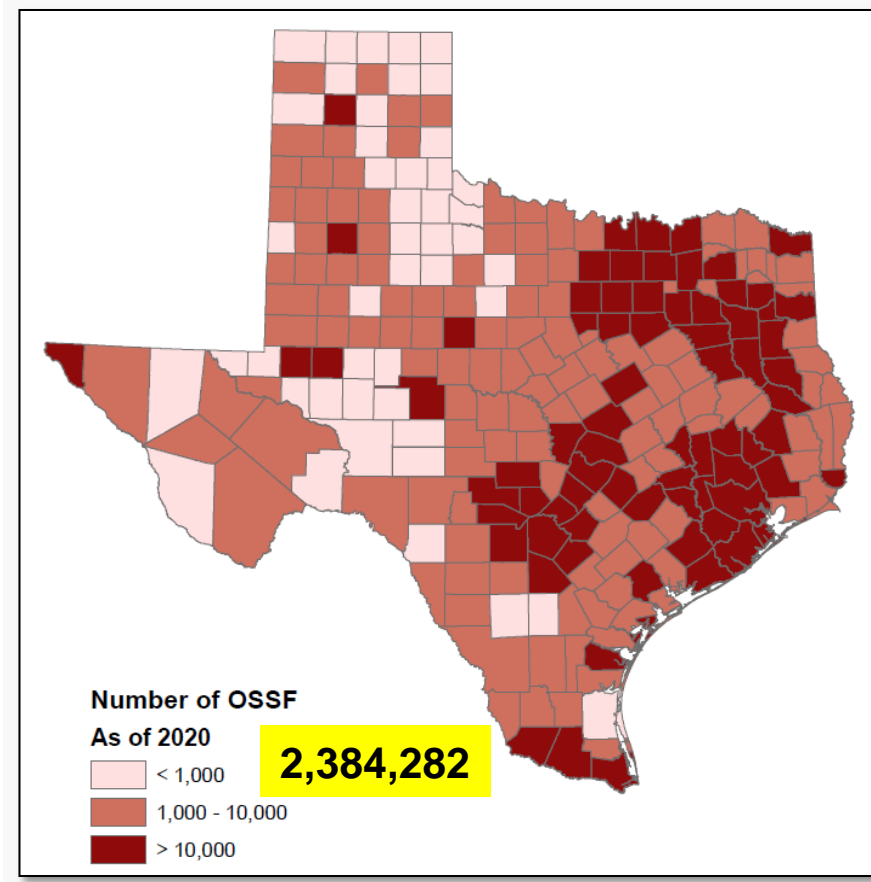 Number of OSSF
As of 2020
2,384,282
< 1,000
1,000 - 10,000
> 10,000